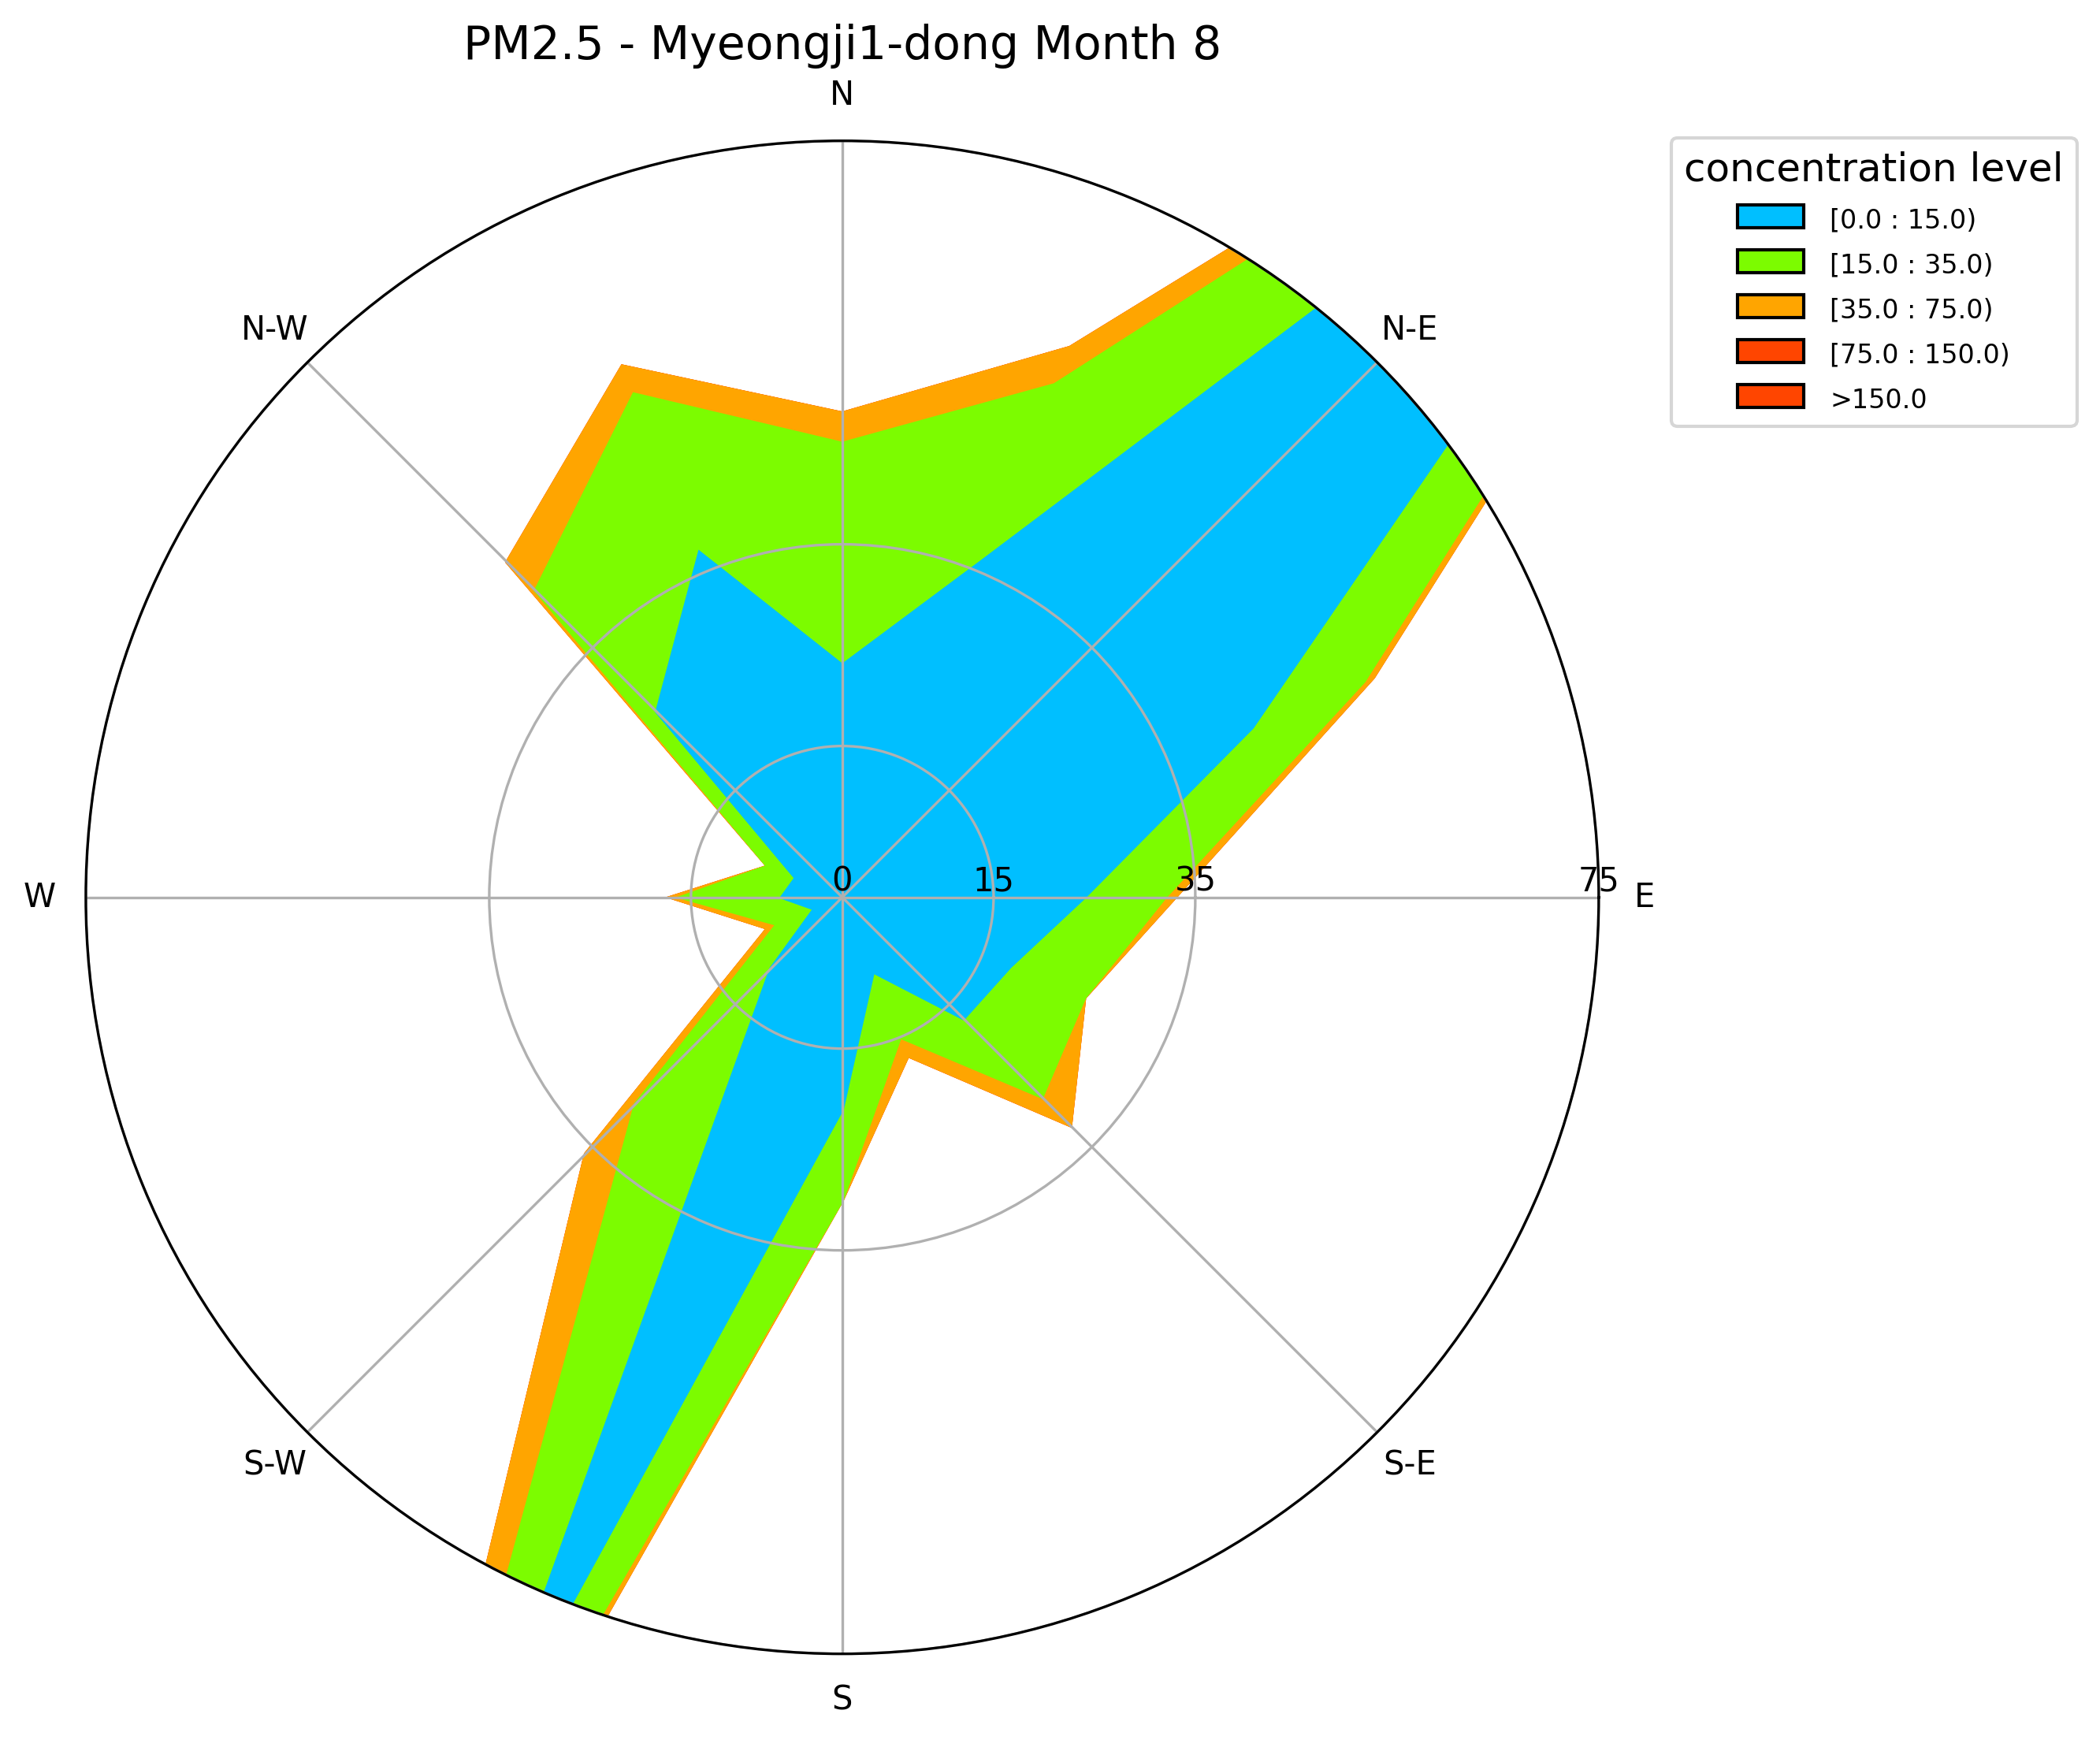 PM2.5 - Myeongji1-dong Month 8
N
concentration level
[0.0 : 15.0)
[15.0 : 35.0)
[35.0 : 75.0)
[75.0 : 150.0)
>150.0
N-W
N-E
W
0
15
35
75
E
S-W
S-E
S